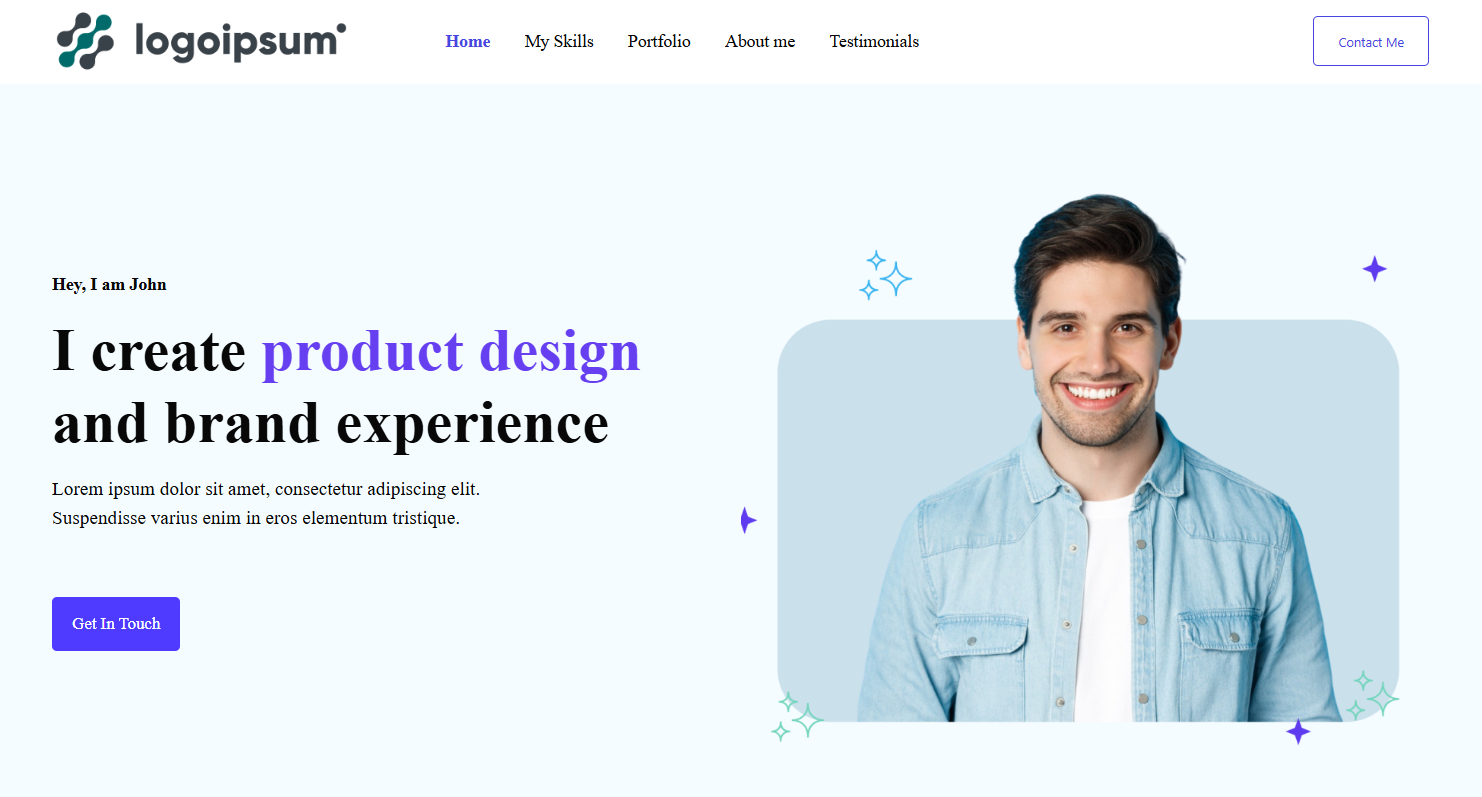 logoipsum
Home My Skills Portfolio About me Testimonials
Contact Me
Hey, I am John
I create product design
and brand experience
Lorem ipsum dolor sit amet, consectetur adipiscing elit.
Suspendisse varius enim in eros elementum tristique.
Get In Touch